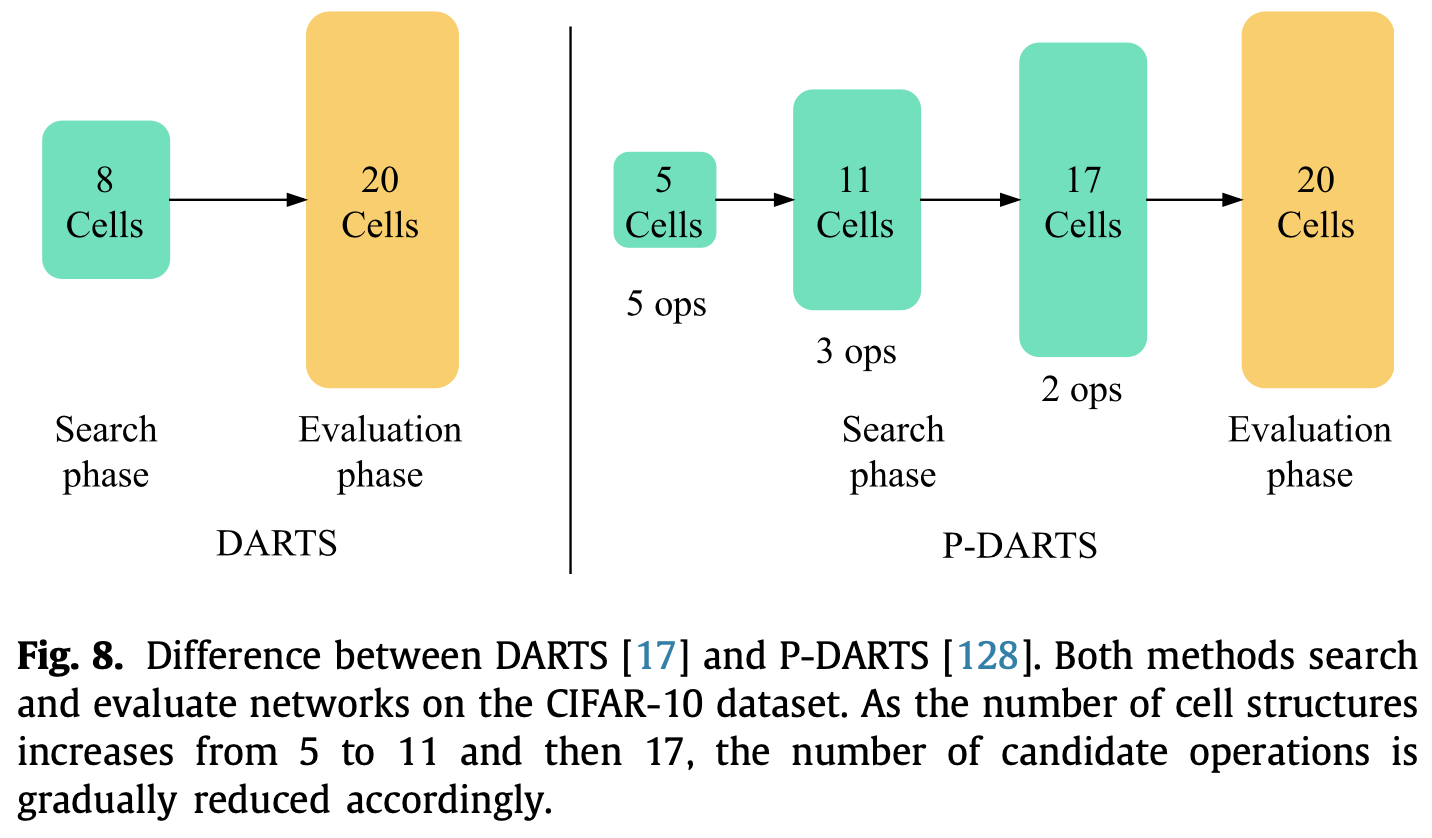 8
Cells
20
Cells
Search
phase
Evaluation
phase
DARTS
5
Cells
5 ops
11
Cells
3 ops
17
Cells
2 ops
20
Cells
Search
phase
Evaluation
phase
P-DARTS
Fig. 8. Difference between DARTS [17] and P-DARTS [128]. Both methods search
and evaluate networks on the CIFAR-10 dataset. As the number of cell structures
increases from 5 to 11 and then 17, the number of candidate operations is
gradually reduced accordingly.